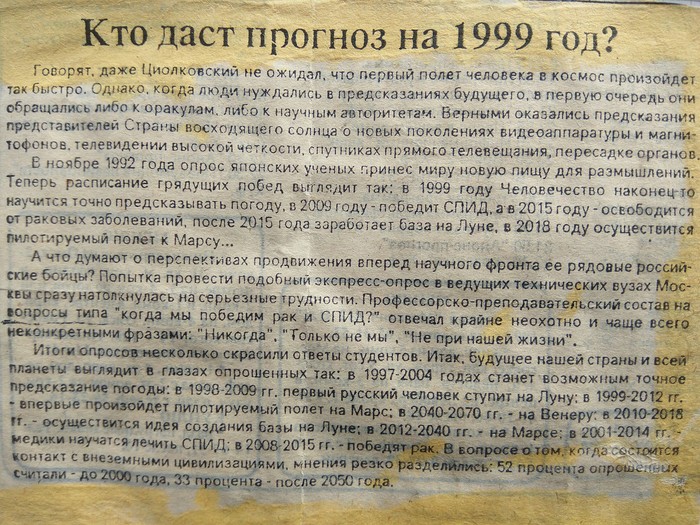 Кто даст прогноз на 1999 год?
Говорят, даже Циолковский не ожидал, что первый полет человека в космос произойдет
так быстро. Однако, когда люди нуждались в предсказаниях будущего, в первую очередь они
обращались либо к оракулам, либо к научным авторитетам. Верными оказались предсказания
представителей Страны восходящего солнца о новых поколениях видеоаппаратуры и магни-
тофонов, телевидении высокой четкости, спутниках прямого телевещания, пересадке органов.
В ноябре 1992 года опрос японских ученых принес миру новую пищу для размышлений.
Теперь расписание грядущих побед выглядит так: в 1999 году Человечество наконец-то
научится точно предсказывать погоду, в 2009 году - победит СПИД, а в 2015 году - освободится
от раковых заболеваний, после 2015 года заработает база на Луне, в 2018 году осуществится
пилотируемый полет к Марсу...
А что думают о перспективах продвижения вперед научного фронта ее рядовые россий-
ские бойцы? Попытка провести подобный экспресс-опрос в ведущих технических вузах Мос-
квы сразу натолкнулась на серьезные трудности. Профессорско-преподавательский состав на
вопросы типа "когда мы победим рак и СПИД?" отвечал крайне неохотно и чаще всего
неконкретными фразами: "Никогда", "Только не мы", "Не при нашей жизни".
Итоги опросов несколько скрасили ответы студентов. Итак, будущее нашей страны и всей
планеты выглядит в глазах опрошенных так: в 1997-2004 годах станет возможным точное
предсказание погоды; в 1998-2009 гг. первый русский человек ступит на Луну; в 1999-2012 гг.
- впервые произойдет пилотируемый полет на Марс; в 2040-2070 гг. - на Венеру; в 2010-2018
гг. - осуществится идея создания базы на Луне; в 2012-2040 гг. - на Марсе; в 2001-2014 гг. -
медики научатся лечить СПИД; в 2008-2015 гг. - победят рак. В вопросе о том, когда состоится
контакт с внеземными цивилизациями, мнения резко разделились: 52 процента опрошенных
считали - до 2000 года, 33 процента - после 2050 года.